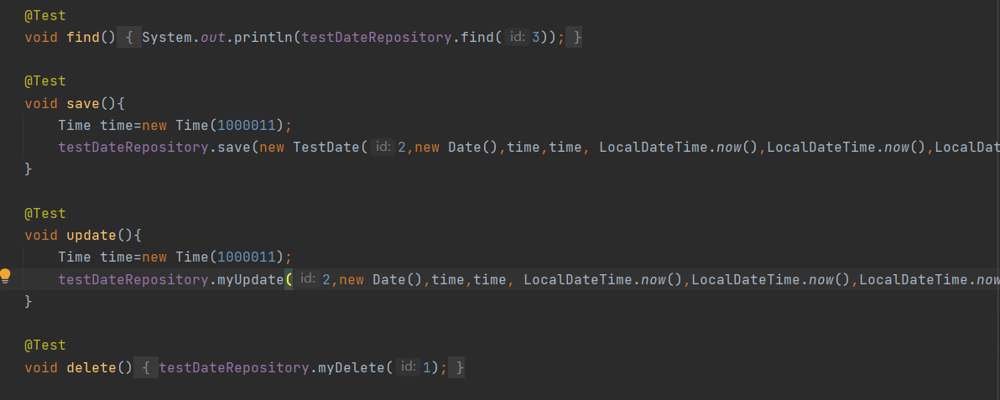 @Test
void find() { System.out.println(testDateRepository.find( id: 3)); }
@Test
void save(){
Time time=new Time(1000011);
testDateRepository.save(new TestDate( id: 2,new Date(),time,time, LocalDateTime.now(),LocalDateTime.now(),LocalDat
}
@Test
void update(){
Time time=new Time(1000011);
testDateRepository.myUpdate( id: 2,new Date(),time,time, LocalDateTime.now(),LocalDateTime.now(),LocalDateTime.now
}
@Test
void delete() { testDateRepository.myDelete( id: 1); }